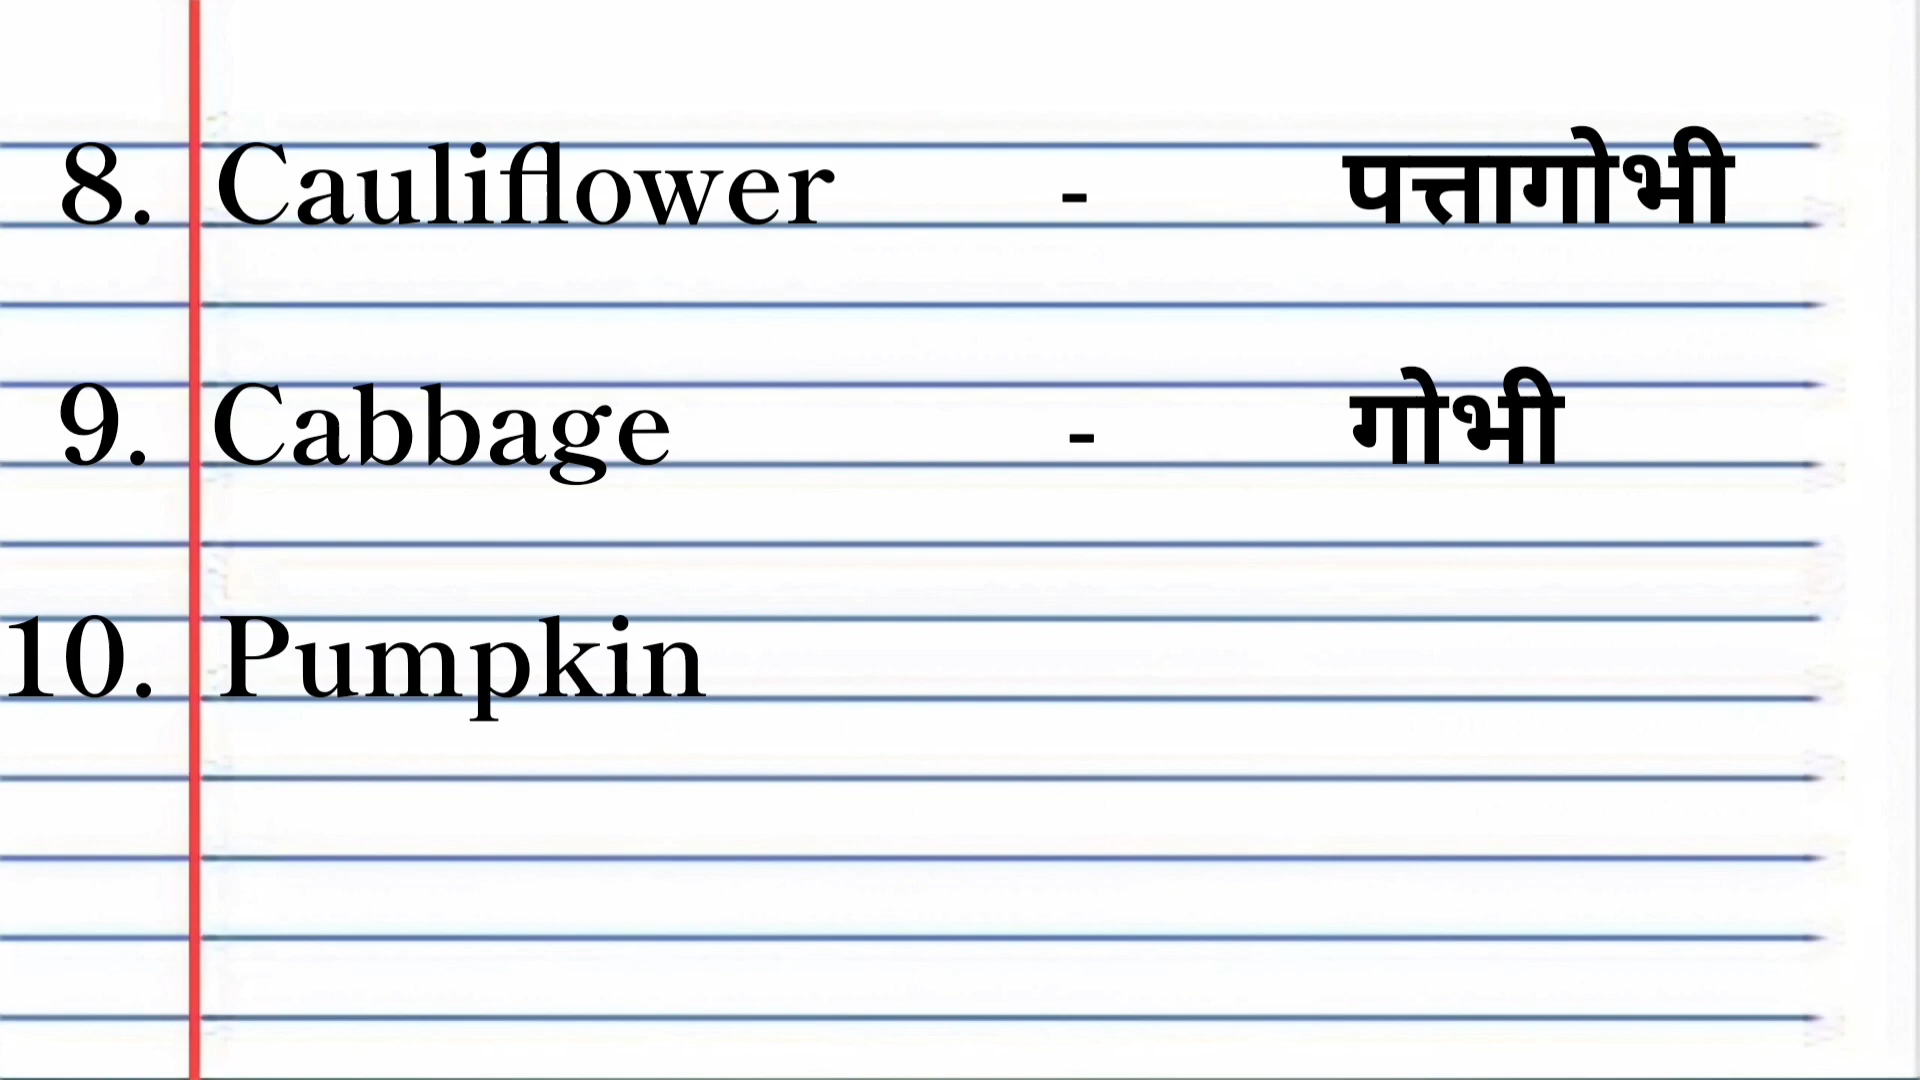 8. Cauliflower - पत्तागोभी
9. Cabbage - गोभी
10. Pumpkin